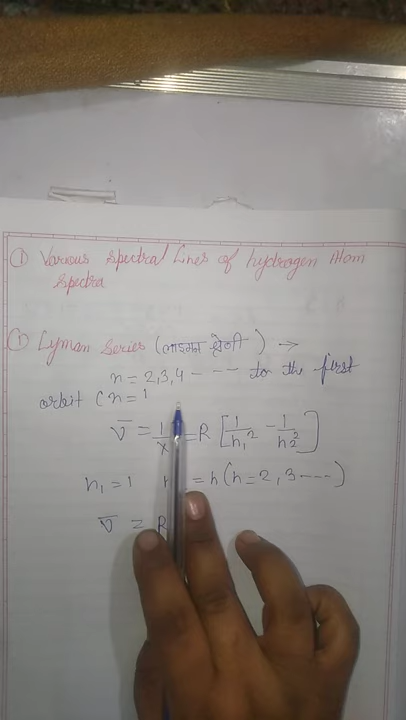 ① Various Spectral Lines of hydrogen Atom
Spectra
① Lyman Series (लाइमन श्रेणी) →
n = 2,3,4 - - - to the first
orbit (n = 1
V̅ = 1/λ = R [1/n₁² - 1/n₂²]
n₁ = 1 = n (n = 2, 3 - - - -)
V̅ = R